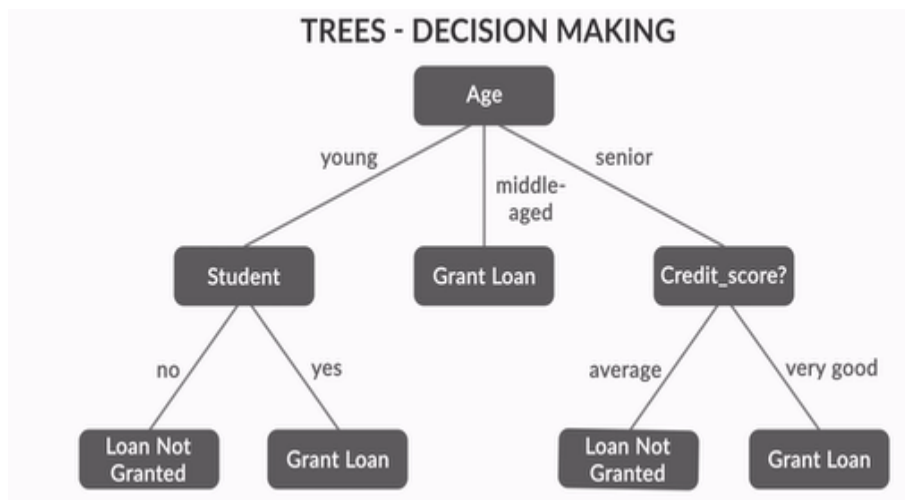 TREES - DECISION MAKING
Age
young
senior
middle-
aged
Student
Grant Loan
Credit_score?
no
yes
average
very good
Loan Not
Granted
Grant Loan
Loan Not
Granted
Grant Loan